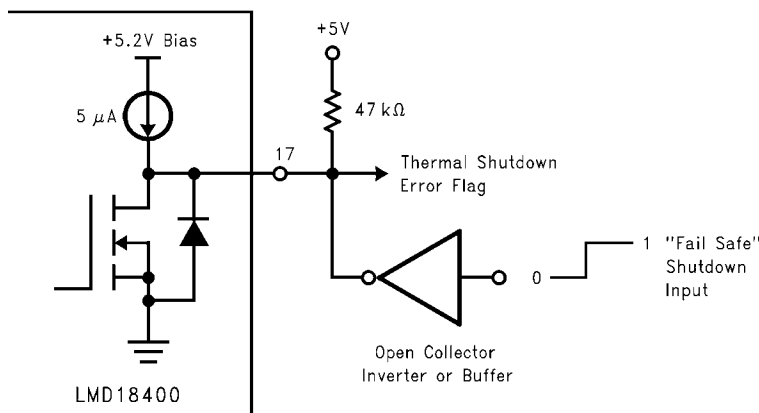 +5.2V Bias
+5V
5 μA
47 kΩ
17
Thermal Shutdown
Error Flag
0
1 "Fail Safe"
Shutdown
Input
Open Collector
Inverter or Buffer
LMD18400